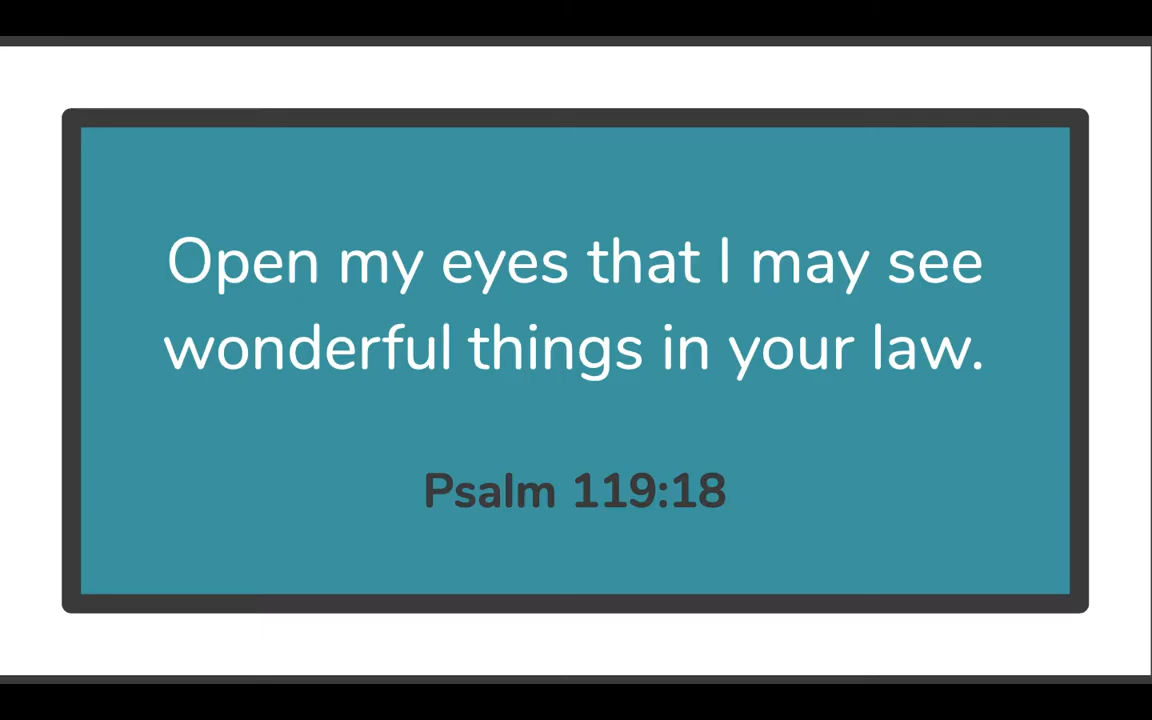 Open my eyes that I may see
wonderful things in your law.
Psalm 119:18